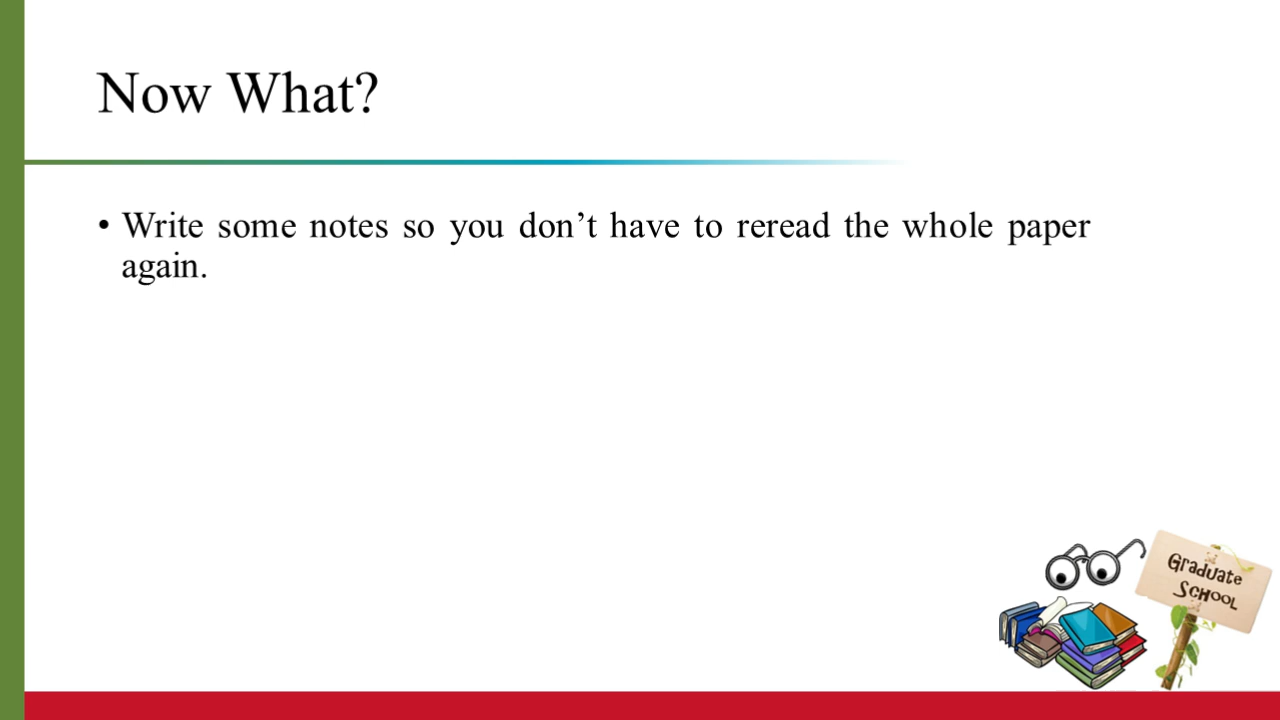 Now What?
• Write some notes so you don’t have to reread the whole paper
again.
Graduate
SCHOOL